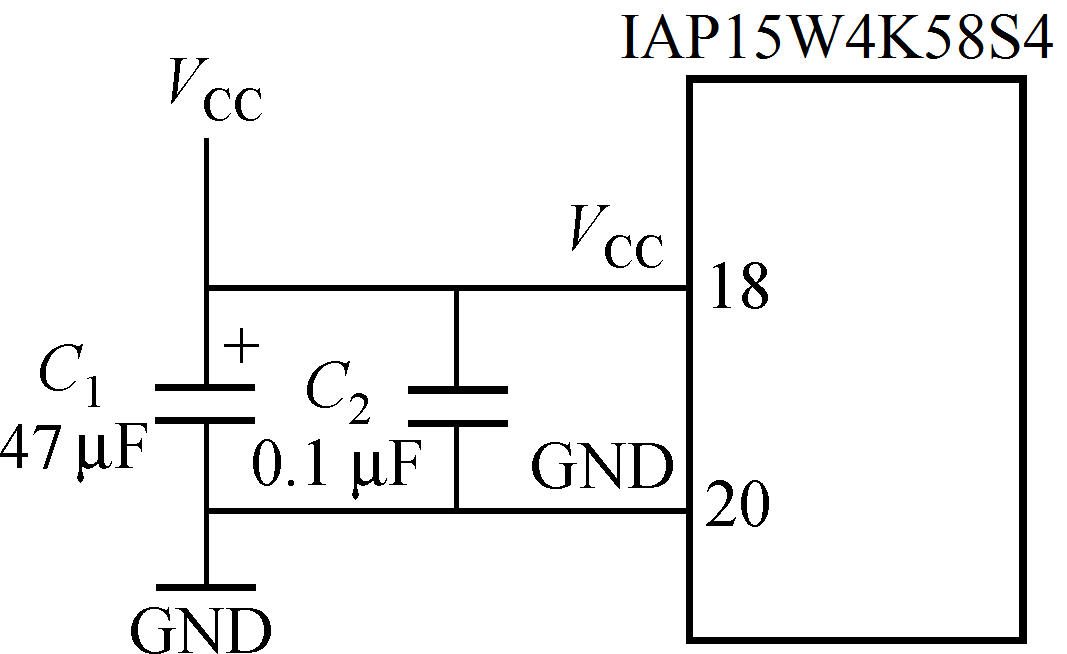 IAP15W4K58S4
VCC
VCC
18
+
C1
47 μF
C2
0.1 μF
GND
20
GND